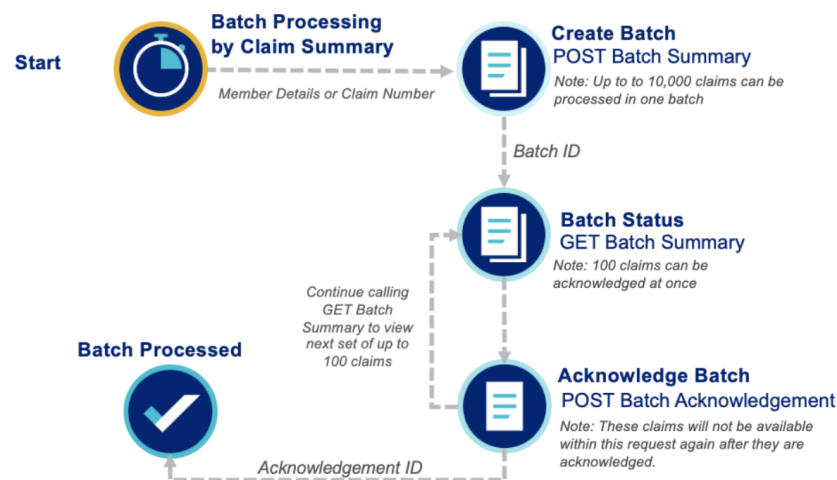 Start
Batch Processing
by Claim Summary
Member Details or Claim Number
Create Batch
POST Batch Summary
Note: Up to to 10,000 claims can be
processed in one batch
Batch ID
Batch Status
GET Batch Summary
Note: 100 claims can be
acknowledged at once
Continue calling
GET Batch
Summary to view
next set of up to
100 claims
Acknowledge Batch
POST Batch Acknowledgement
Note: These claims will not be available
within this request again after they are
acknowledged.
Batch Processed
Acknowledgement ID